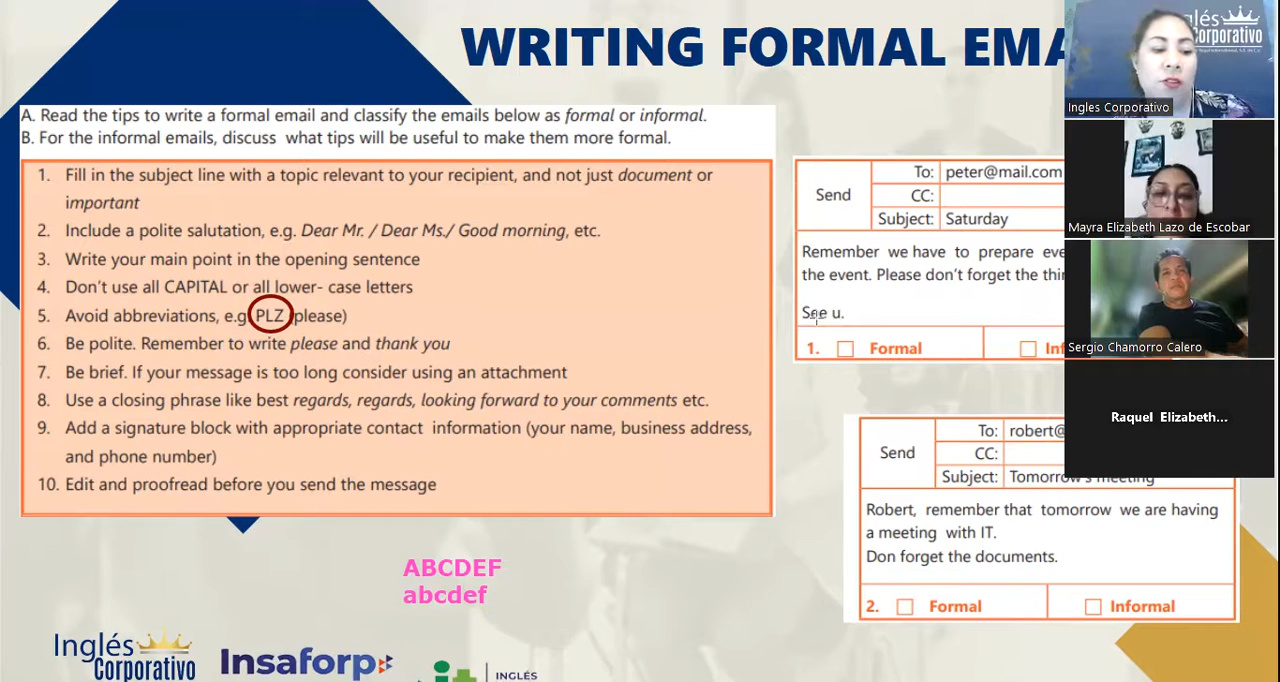 WRITING FORMAL EMA
A. Read the tips to write a formal email and classify the emails below as formal or informal.
B. For the informal emails, discuss what tips will be useful to make them more formal.
1. Fill in the subject line with a topic relevant to your recipient, and not just document or
important
2. Include a polite salutation, e.g. Dear Mr. / Dear Ms./ Good morning, etc.
3. Write your main point in the opening sentence
4. Don't use all CAPITAL or all lower- case letters
5. Avoid abbreviations, e.g. PLZ (please)
6. Be polite. Remember to write please and thank you
7. Be brief. If your message is too long consider using an attachment
8. Use a closing phrase like best regards, regards, looking forward to your comments etc.
9. Add a signature block with appropriate contact information (your name, business address,
and phone number)
10. Edit and proofread before you send the message
ABCDEF
abcdef
Send
To: peter@mail.com
CC:
Subject: Saturday
Remember we have to prepare eve
the event. Please don't forget the thin
See u.
1. Formal Inf
Send
To: robert@
CC:
Subject: Tomorrow's meeting
Robert, remember that tomorrow we are having
a meeting with IT.
Don forget the documents.
2. Formal Informal
glés
Corporativo
Ingles Corporativo
Mayra Elizabeth Lazo de Escobar
Sergio Chamorro Calero
Raquel Elizabeth...
Inglés
Corporativo
Insaforp
INGLÉS